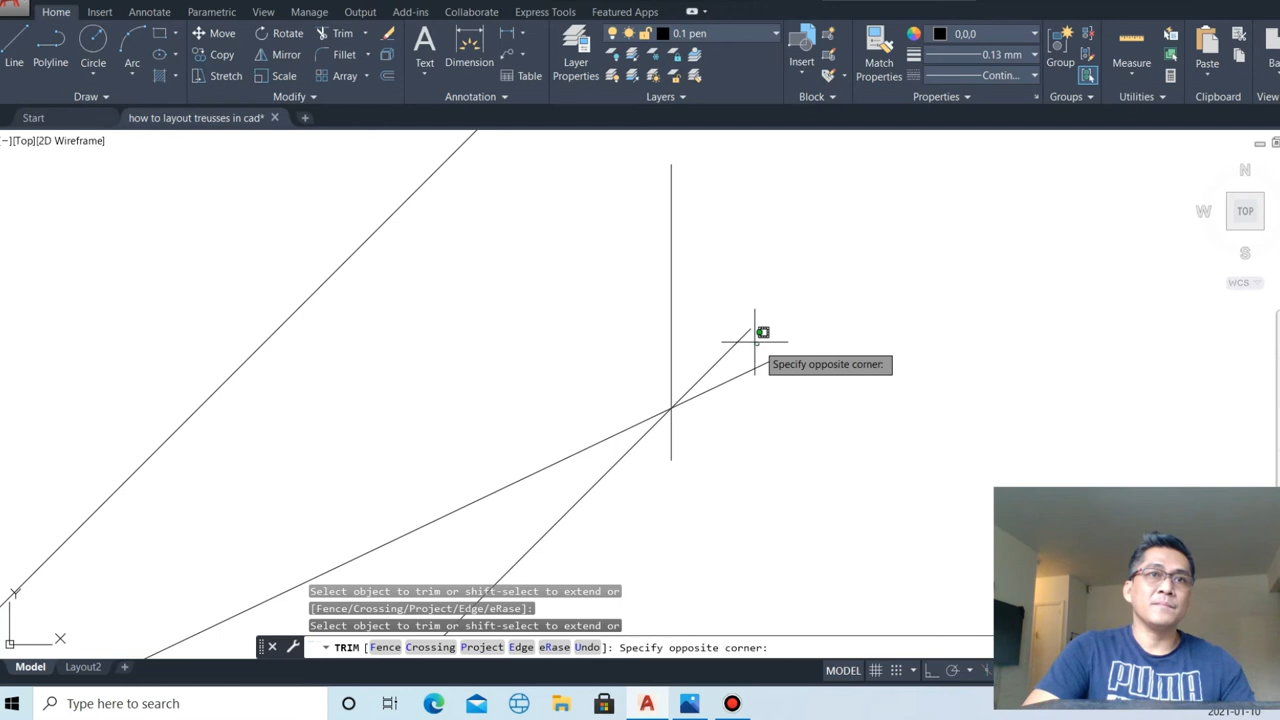 Home Insert Annotate Parametric View Manage Output Add-ins Collaborate Express Tools Featured Apps
Line Polyline Circle Arc
Move Rotate Trim
Copy Mirror Fillet
Stretch Scale Array
Text Dimension Table
Layer Properties
0.1 pen
Insert
Match Properties
0,0,0
0.13 mm
Contin...
Group
Measure
Paste
Base
Draw Modify Annotation Layers Block Properties Groups Utilities Clipboard View
Start how to layout treusses in cad*
[−][Top][2D Wireframe]
N
W TOP
S
WCS
Specify opposite corner:
Y
X
Select object to trim or shift-select to extend or
[Fence/Crossing/Project/Edge/eRase]:
Select object to trim or shift-select to extend or
TRIM [Fence Crossing Project Edge eRase Undo]: Specify opposite corner:
Model Layout2 +
MODEL
PUMA
Type here to search
2021-01-10